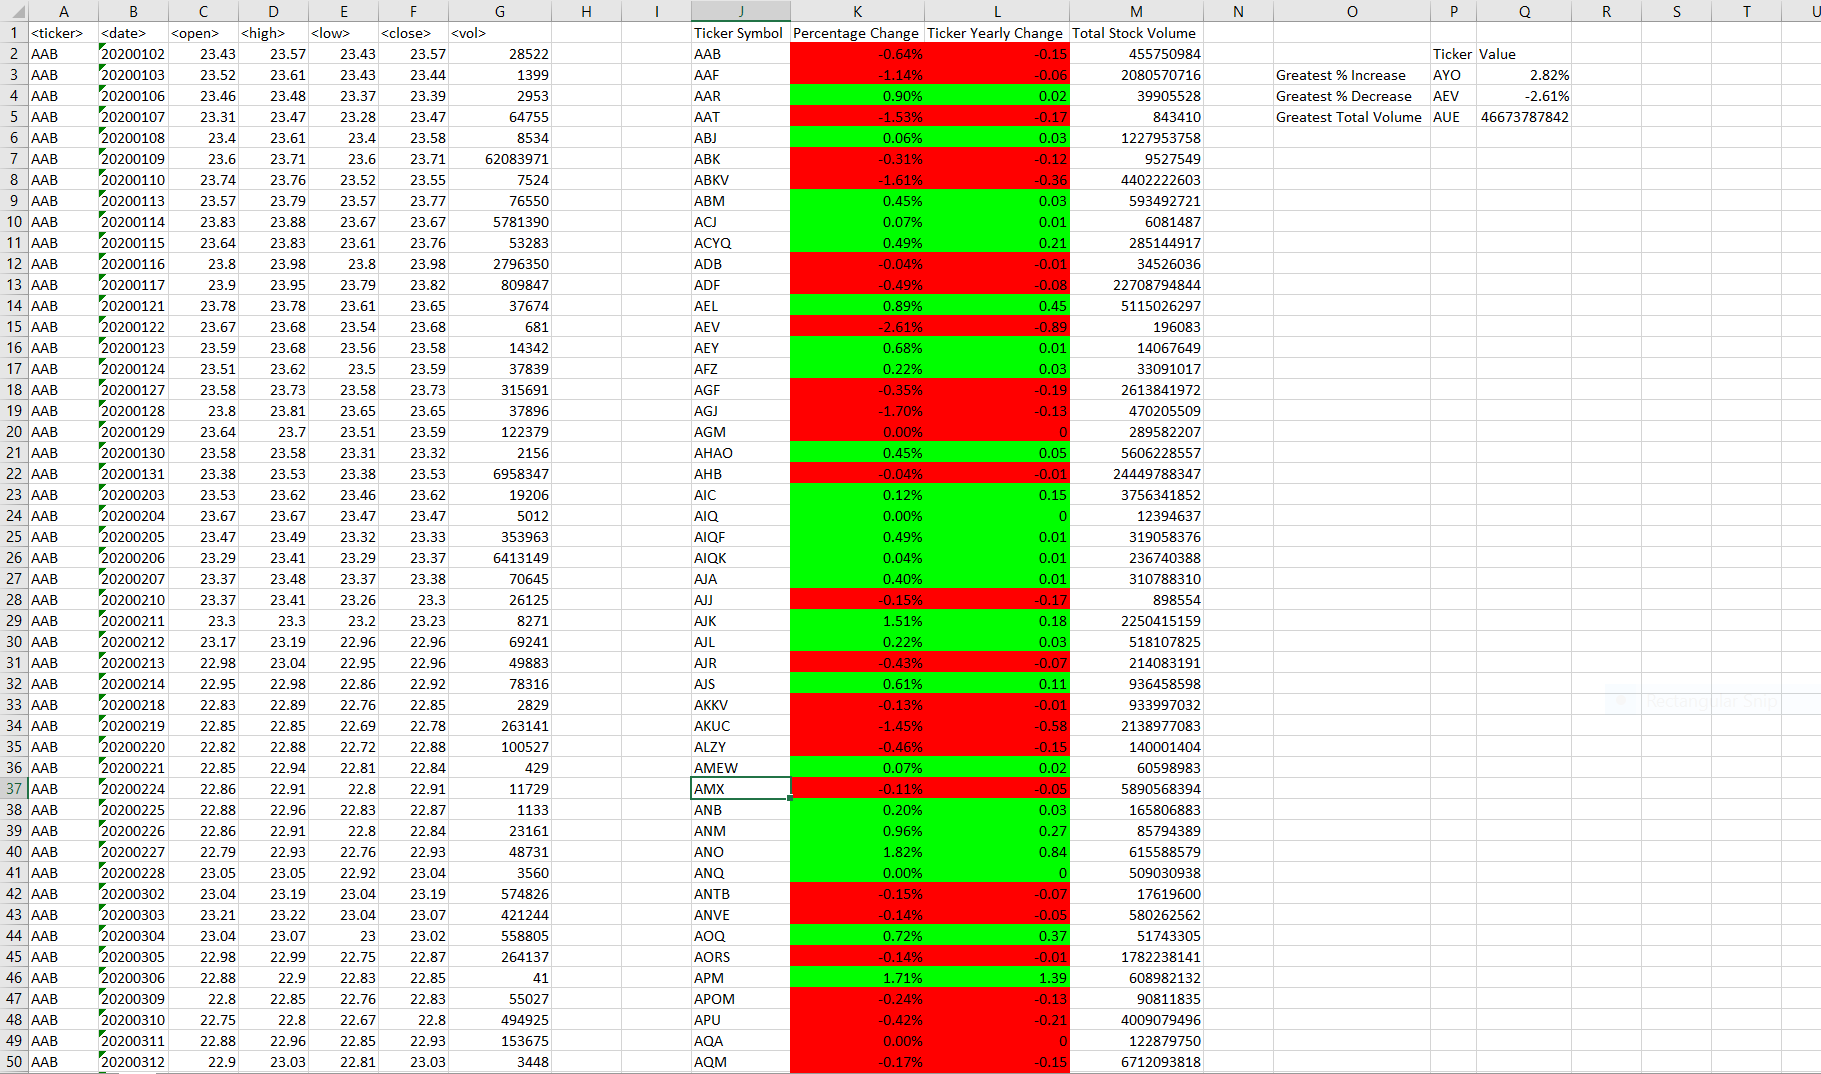 A B C D E F G H I J K L M N O P Q R S T U
1 <ticker> <date> <open> <high> <low> <close> <vol> Ticker Symbol Percentage Change Ticker Yearly Change Total Stock Volume
2 AAB 20200102 23.43 23.57 23.43 23.57 28522 AAB -0.64% -0.15 455750984 Ticker Value
3 AAB 20200103 23.52 23.61 23.43 23.44 1399 AAF -1.14% -0.06 2080570716 Greatest % Increase AYO 2.82%
4 AAB 20200106 23.46 23.48 23.37 23.39 2953 AAR 0.90% 0.02 39905528 Greatest % Decrease AEV -2.61%
5 AAB 20200107 23.31 23.47 23.28 23.47 64755 AAT -1.53% -0.17 843410 Greatest Total Volume AUE 46673787842
6 AAB 20200108 23.4 23.61 23.4 23.58 8534 ABJ 0.06% 0.03 1227953758
7 AAB 20200109 23.6 23.71 23.6 23.71 62083971 ABK -0.31% -0.12 9527549
8 AAB 20200110 23.74 23.76 23.52 23.55 7524 ABKV -1.61% -0.36 4402222603
9 AAB 20200113 23.57 23.79 23.57 23.77 76550 ABM 0.45% 0.03 593492721
10 AAB 20200114 23.83 23.88 23.67 23.67 5781390 ACJ 0.07% 0.01 6081487
11 AAB 20200115 23.64 23.83 23.61 23.76 53283 ACYQ 0.49% 0.21 285144917
12 AAB 20200116 23.8 23.98 23.8 23.98 2796350 ADB -0.04% -0.01 34526036
13 AAB 20200117 23.9 23.95 23.79 23.82 809847 ADF -0.49% -0.08 22708794844
14 AAB 20200121 23.78 23.78 23.61 23.65 37674 AEL 0.89% 0.45 5115026297
15 AAB 20200122 23.67 23.68 23.54 23.68 681 AEV -2.61% -0.89 196083
16 AAB 20200123 23.59 23.68 23.56 23.58 14342 AEY 0.68% 0.01 14067649
17 AAB 20200124 23.51 23.62 23.5 23.59 37839 AFZ 0.22% 0.03 33091017
18 AAB 20200127 23.58 23.73 23.58 23.73 315691 AGF -0.35% -0.19 2613841972
19 AAB 20200128 23.8 23.81 23.65 23.65 37896 AGJ -1.70% -0.13 470205509
20 AAB 20200129 23.64 23.7 23.51 23.59 122379 AGM 0.00% 0 289582207
21 AAB 20200130 23.58 23.58 23.31 23.32 2156 AHAO 0.45% 0.05 5606228557
22 AAB 20200131 23.38 23.53 23.38 23.53 6958347 AHB -0.04% -0.01 24449788347
23 AAB 20200203 23.53 23.62 23.46 23.62 19206 AIC 0.12% 0.15 3756341852
24 AAB 20200204 23.67 23.67 23.47 23.47 5012 AIQ 0.00% 0 12394637
25 AAB 20200205 23.47 23.49 23.32 23.33 353963 AIQF 0.49% 0.01 319058376
26 AAB 20200206 23.29 23.41 23.29 23.37 6413149 AIQK 0.04% 0.01 236740388
27 AAB 20200207 23.37 23.48 23.37 23.38 70645 AJA 0.40% 0.01 310788310
28 AAB 20200210 23.37 23.41 23.26 23.3 26125 AJJ -0.15% -0.17 898554
29 AAB 20200211 23.3 23.3 23.2 23.23 8271 AJK 1.51% 0.18 2250415159
30 AAB 20200212 23.17 23.19 22.96 22.96 69241 AJL 0.22% 0.03 518107825
31 AAB 20200213 22.98 23.04 22.95 22.96 49883 AJR -0.43% -0.07 214083191
32 AAB 20200214 22.95 22.98 22.86 22.92 78316 AJS 0.61% 0.11 936458598
33 AAB 20200218 22.83 22.89 22.76 22.85 2829 AKKV -0.13% -0.01 933997032 Rectangular Snip
34 AAB 20200219 22.85 22.85 22.69 22.78 263141 AKUC -1.45% -0.58 2138977083
35 AAB 20200220 22.82 22.88 22.72 22.88 100527 ALZY -0.46% -0.15 140001404
36 AAB 20200221 22.85 22.94 22.81 22.84 429 AMEW 0.07% 0.02 60598983
37 AAB 20200224 22.86 22.91 22.8 22.91 11729 AMX -0.11% -0.05 5890568394
38 AAB 20200225 22.88 22.96 22.83 22.87 1133 ANB 0.20% 0.03 165806883
39 AAB 20200226 22.86 22.91 22.8 22.84 23161 ANM 0.96% 0.27 85794389
40 AAB 20200227 22.79 22.93 22.76 22.93 48731 ANO 1.82% 0.84 615588579
41 AAB 20200228 23.05 23.05 22.92 23.04 3560 ANQ 0.00% 0 509030938
42 AAB 20200302 23.04 23.19 23.04 23.19 574826 ANTB -0.15% -0.07 17619600
43 AAB 20200303 23.21 23.22 23.04 23.07 421244 ANVE -0.14% -0.05 580262562
44 AAB 20200304 23.04 23.07 23 23.02 558805 AOQ 0.72% 0.37 51743305
45 AAB 20200305 22.98 22.99 22.75 22.87 264137 AORS -0.14% -0.01 1782238141
46 AAB 20200306 22.88 22.9 22.83 22.85 41 APM 1.71% 1.39 608982132
47 AAB 20200309 22.8 22.85 22.76 22.83 55027 APOM -0.24% -0.13 90811835
48 AAB 20200310 22.75 22.8 22.67 22.8 494925 APU -0.42% -0.21 4009079496
49 AAB 20200311 22.88 22.96 22.85 22.93 153675 AQA 0.00% 0 122879750
50 AAB 20200312 22.9 23.03 22.81 23.03 3448 AQM -0.17% -0.15 6712093818